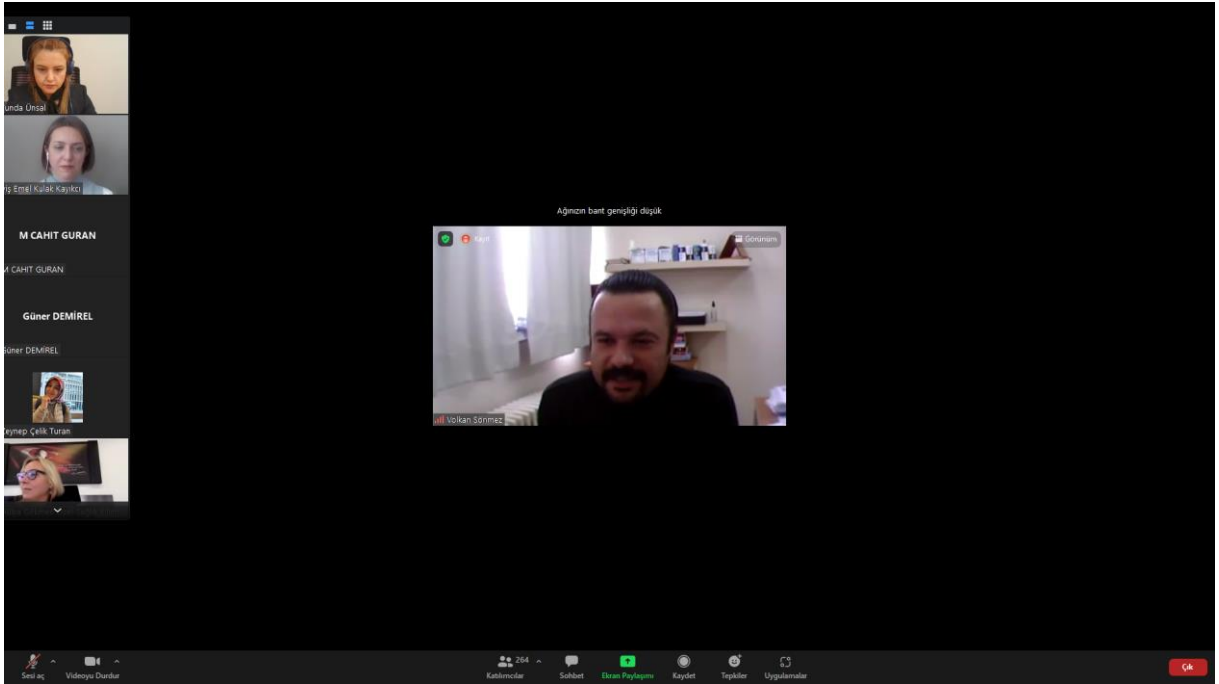 unda Ünsal
iş Emel Kulak Kayıkcı
M CAHIT GURAN
M CAHIT GURAN
Güner DEMİREL
Güner DEMİREL
Zeynep Çelik Turan
Ağınızın bant genişliği düşük
Kayıt
Görünüm
Volkan Sönmez
Sesi aç
Videoyu Durdur
264
Katılımcılar
Sohbet
Ekran Paylaşımı
Kaydet
Tepkiler
Uygulamalar
Çık